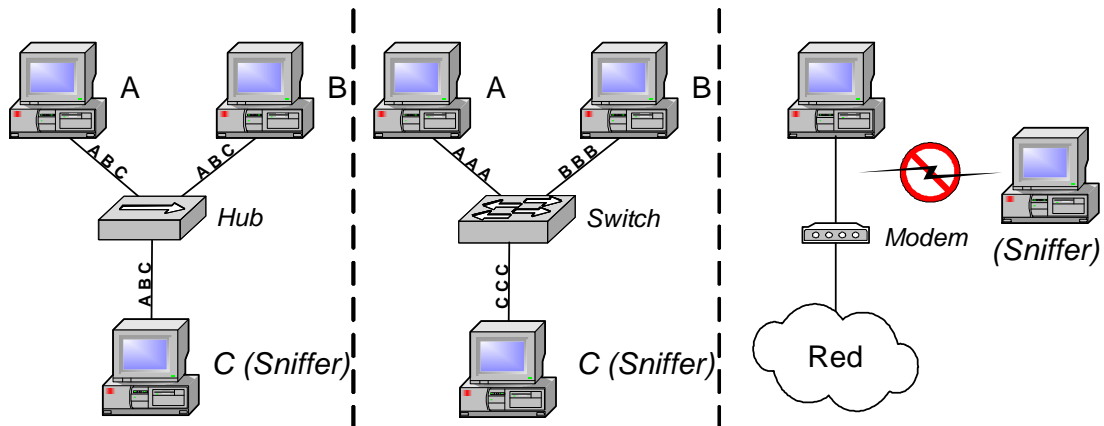 A
B
A B C
A B C
Hub
A B C
C (Sniffer)
A
B
A A A
B B B
Switch
C C C
C (Sniffer)
Modem
(Sniffer)
Red